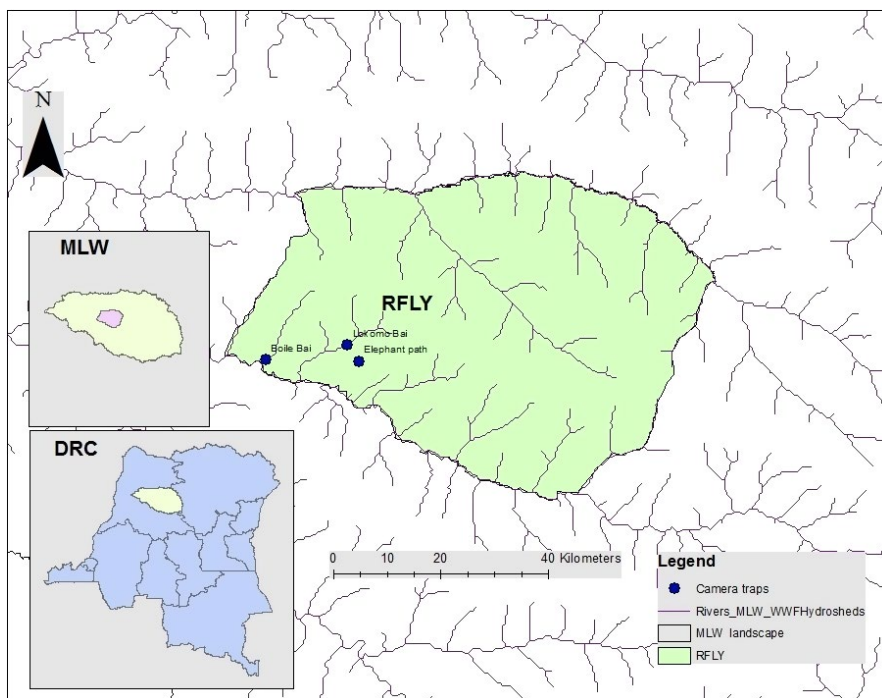 N
MLW
RFLY
Lokomo Bai
Boile Bai
Elephant path
DRC
0 10 20 40 Kilometers
Legend
Camera traps
Rivers_MLW_WWFHydrosheds
MLW landscape
RFLY